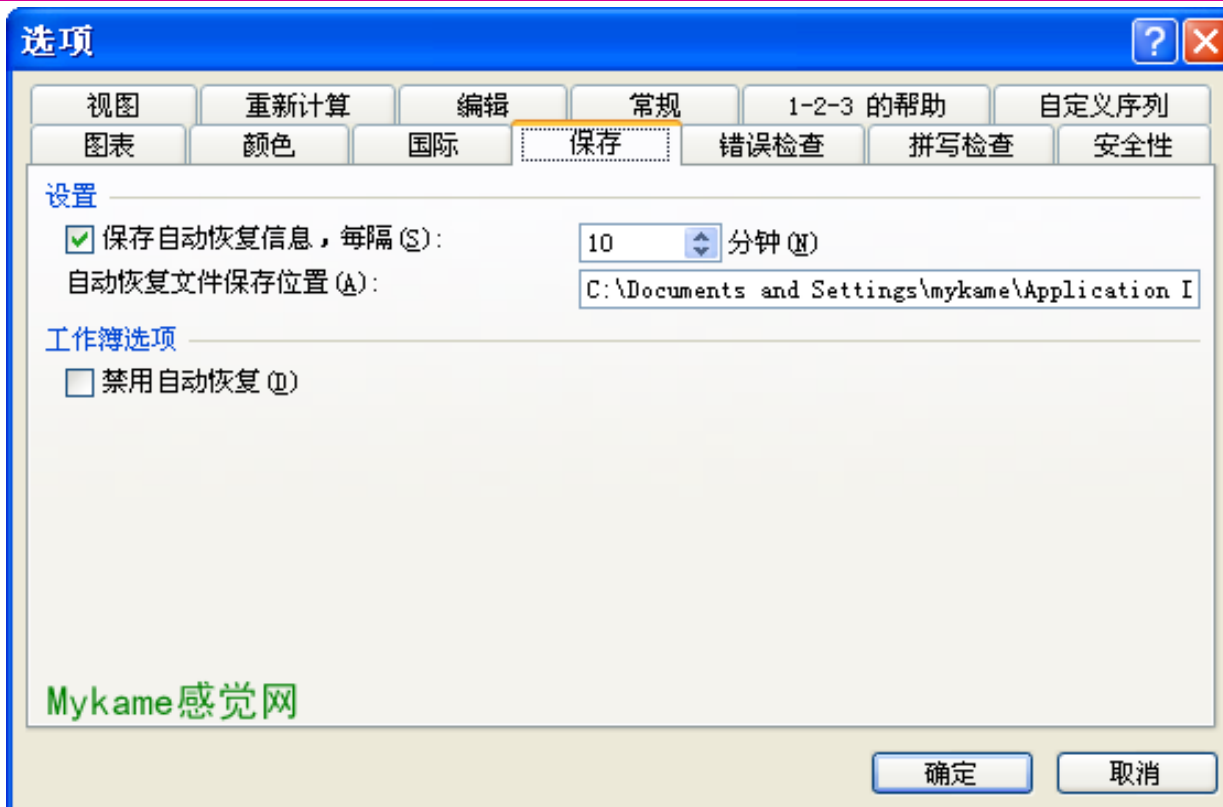 选项
视图 重新计算 编辑 常规 1-2-3 的帮助 自定义序列
图表 颜色 国际 保存 错误检查 拼写检查 安全性
设置
保存自动恢复信息，每隔(S): 10 分钟(N)
自动恢复文件保存位置(A): C:\Documents and Settings\mykame\Application
工作簿选项
禁用自动恢复(D)
Mykame感觉网
确定 取消